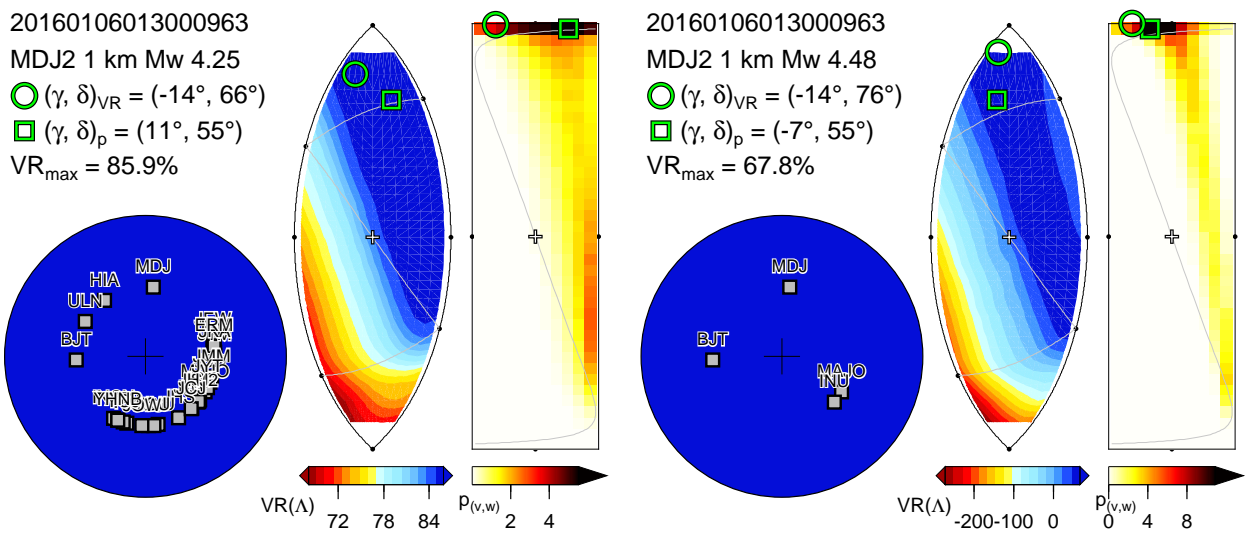 20160106013000963
MDJ2 1 km Mw 4.25
(γ, δ)VR = (-14°, 66°)
(γ, δ)p = (11°, 55°)
VRmax = 85.9%
HIA
MDJ
ULN
BJT
ERM
YHNB
VR(Λ)
72 78 84
p(v,w)
2 4
20160106013000963
MDJ2 1 km Mw 4.48
(γ, δ)VR = (-14°, 76°)
(γ, δ)p = (-7°, 55°)
VRmax = 67.8%
MDJ
BJT
MAJO
INU
VR(Λ)
-200 -100 0
p(v,w)
0 4 8